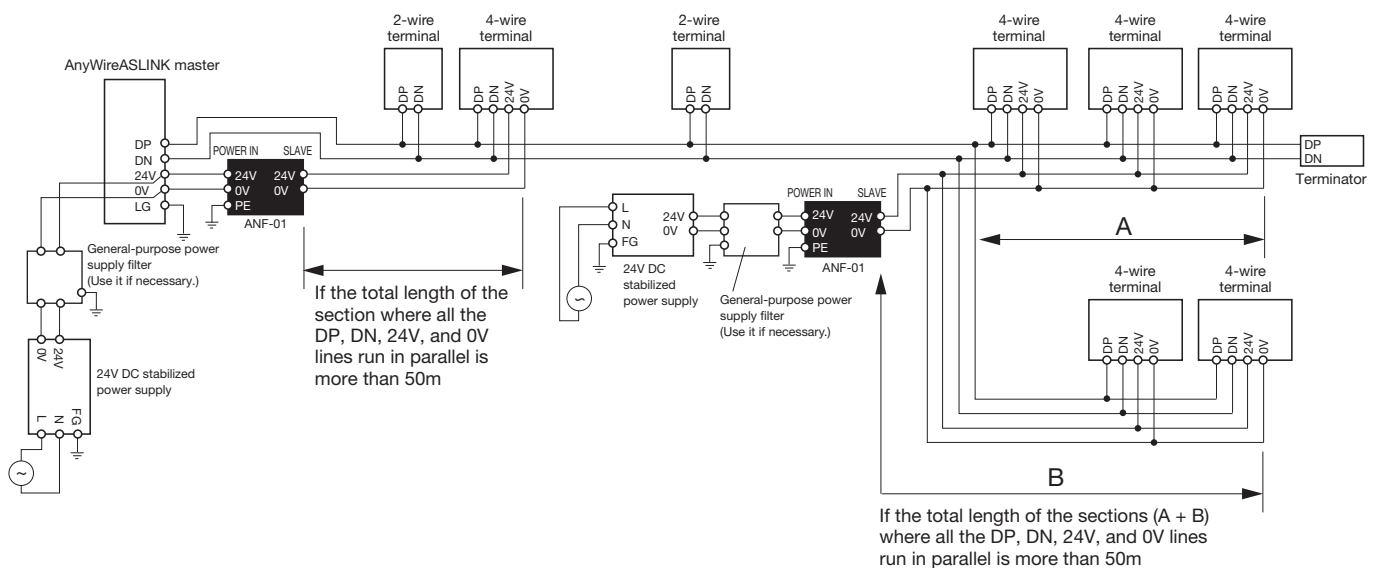 2-wire
terminal
4-wire
terminal
2-wire
terminal
4-wire
terminal
4-wire
terminal
4-wire
terminal
AnyWireASLINK master
DP
DN
DP
DN
24V
0V
DP
DN
DP
DN
24V
0V
DP
DN
24V
0V
DP
DN
24V
0V
DP
DN
24V
0V
LG
POWER IN
SLAVE
24V
0V
PE
24V
0V
ANF-01
DP
DN
Terminator
General-purpose power
supply filter
(Use it if necessary.)
0V
24V
24V DC stabilized
power supply
L
N
FG
~
If the total length of the
section where all the
DP, DN, 24V, and 0V
lines run in parallel is
more than 50m
L
N
FG
24V
0V
24V DC
stabilized
power supply
~
General-purpose power
supply filter
(Use it if necessary.)
POWER IN
SLAVE
24V
0V
PE
24V
0V
ANF-01
A
4-wire
terminal
4-wire
terminal
DP
DN
24V
0V
DP
DN
24V
0V
B
If the total length of the sections (A + B)
where all the DP, DN, 24V, and 0V lines
run in parallel is more than 50m